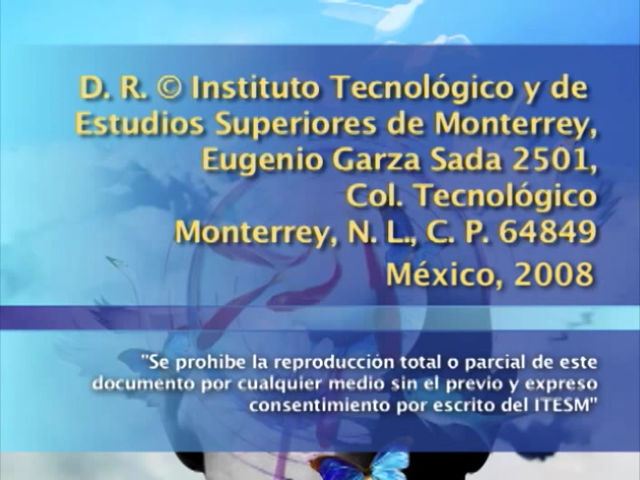 D. R. © Instituto Tecnológico y de
Estudios Superiores de Monterrey,
Eugenio Garza Sada 2501,
Col. Tecnológico
Monterrey, N. L., C. P. 64849
México, 2008
"Se prohibe la reproducción total o parcial de este
documento por cualquier medio sin el previo y expreso
consentimiento por escrito del ITESM"